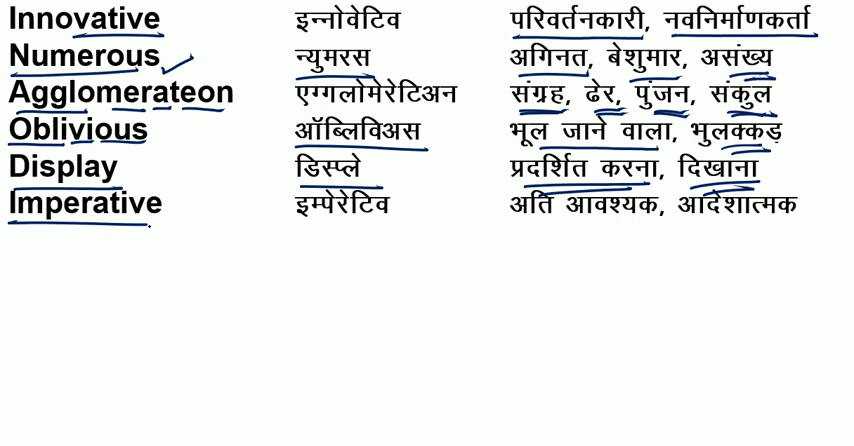 Innovative इन्नोवेटिव परिवर्तनकारी, नवनिर्माणकर्ता
Numerous न्युमरस अगिनत, बेशुमार, असंख्य
Agglomerateon एग्गलोमेरेटिअन संग्रह, ढेर, पुंजन, संकुल
Oblivious ऑब्लिविअस भूल जाने वाला, भुलक्कड़
Display डिस्प्ले प्रदर्शित करना, दिखाना
Imperative इम्पेरेटिव अति आवश्यक, आदेशात्मक